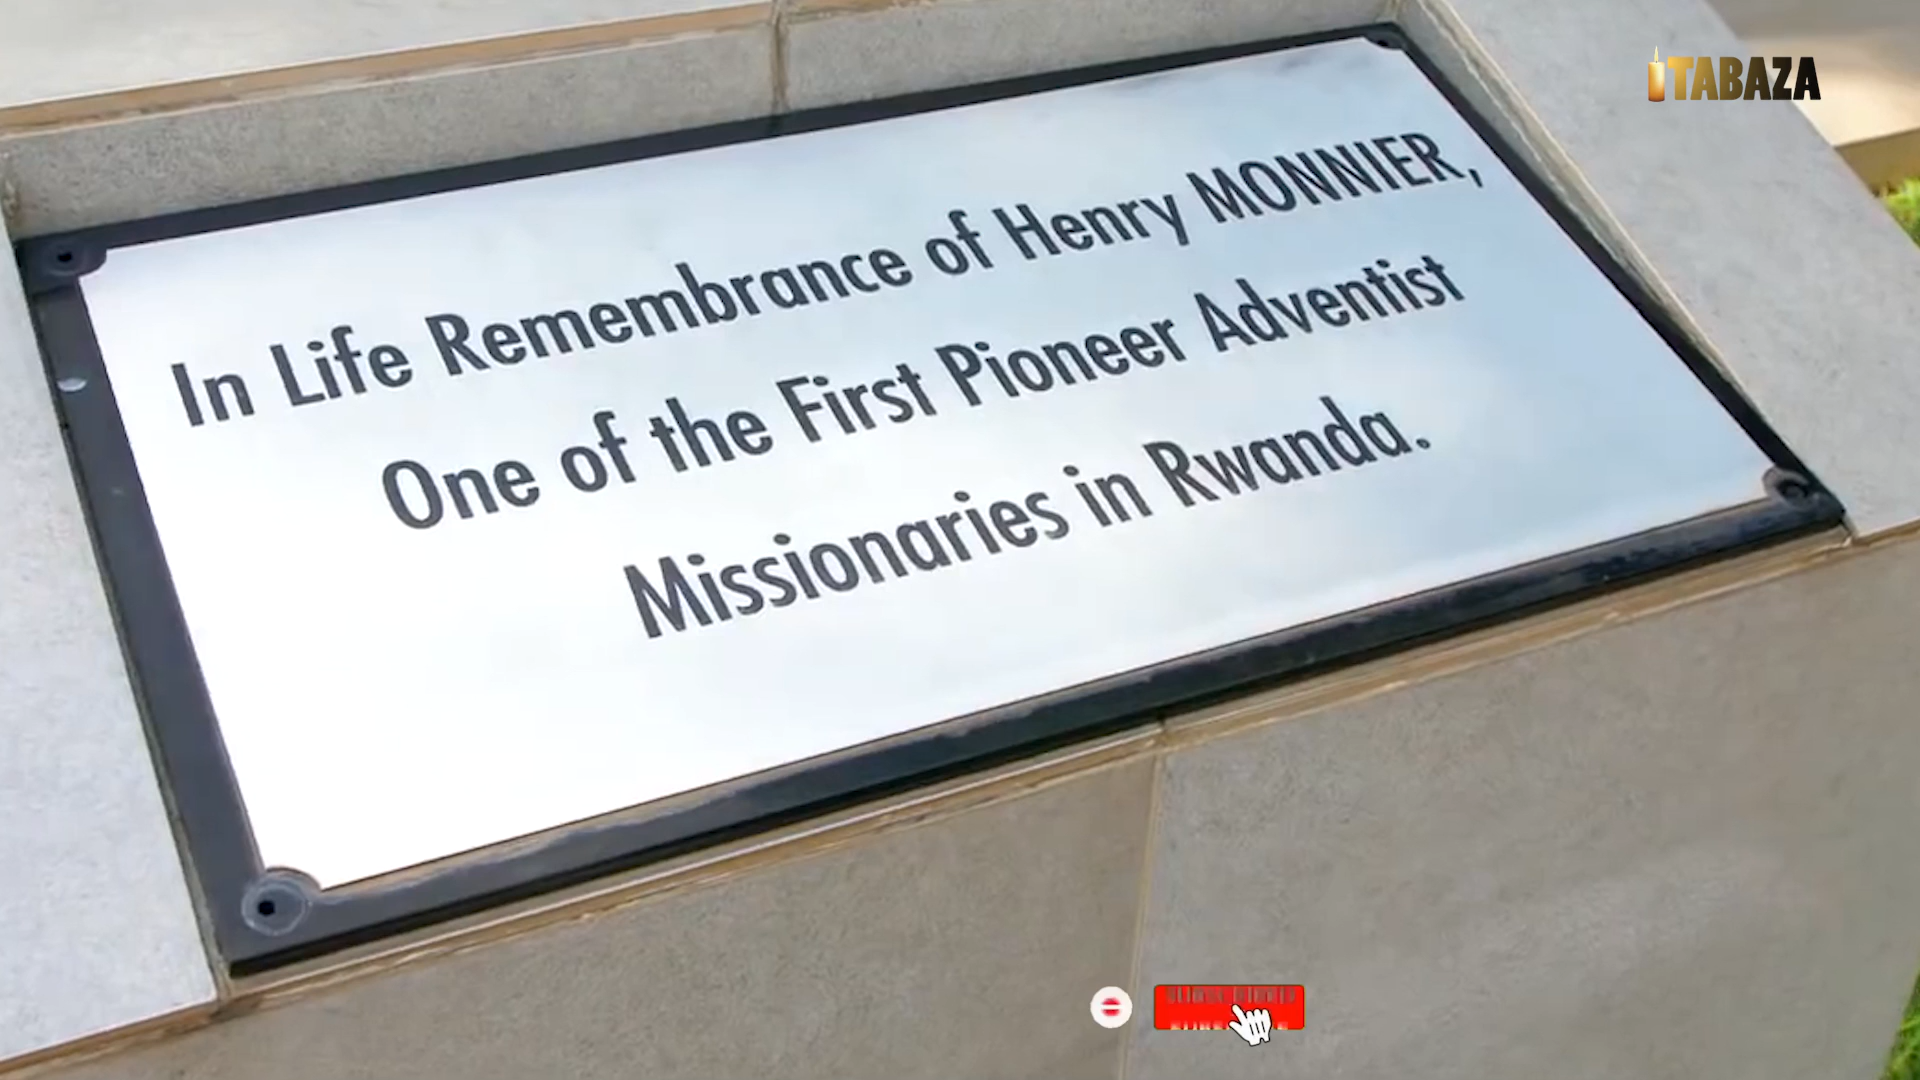 ITABAZA
In Life Remembrance of Henry MONNIER,
One of the First Pioneer Adventist
Missionaries in Rwanda.